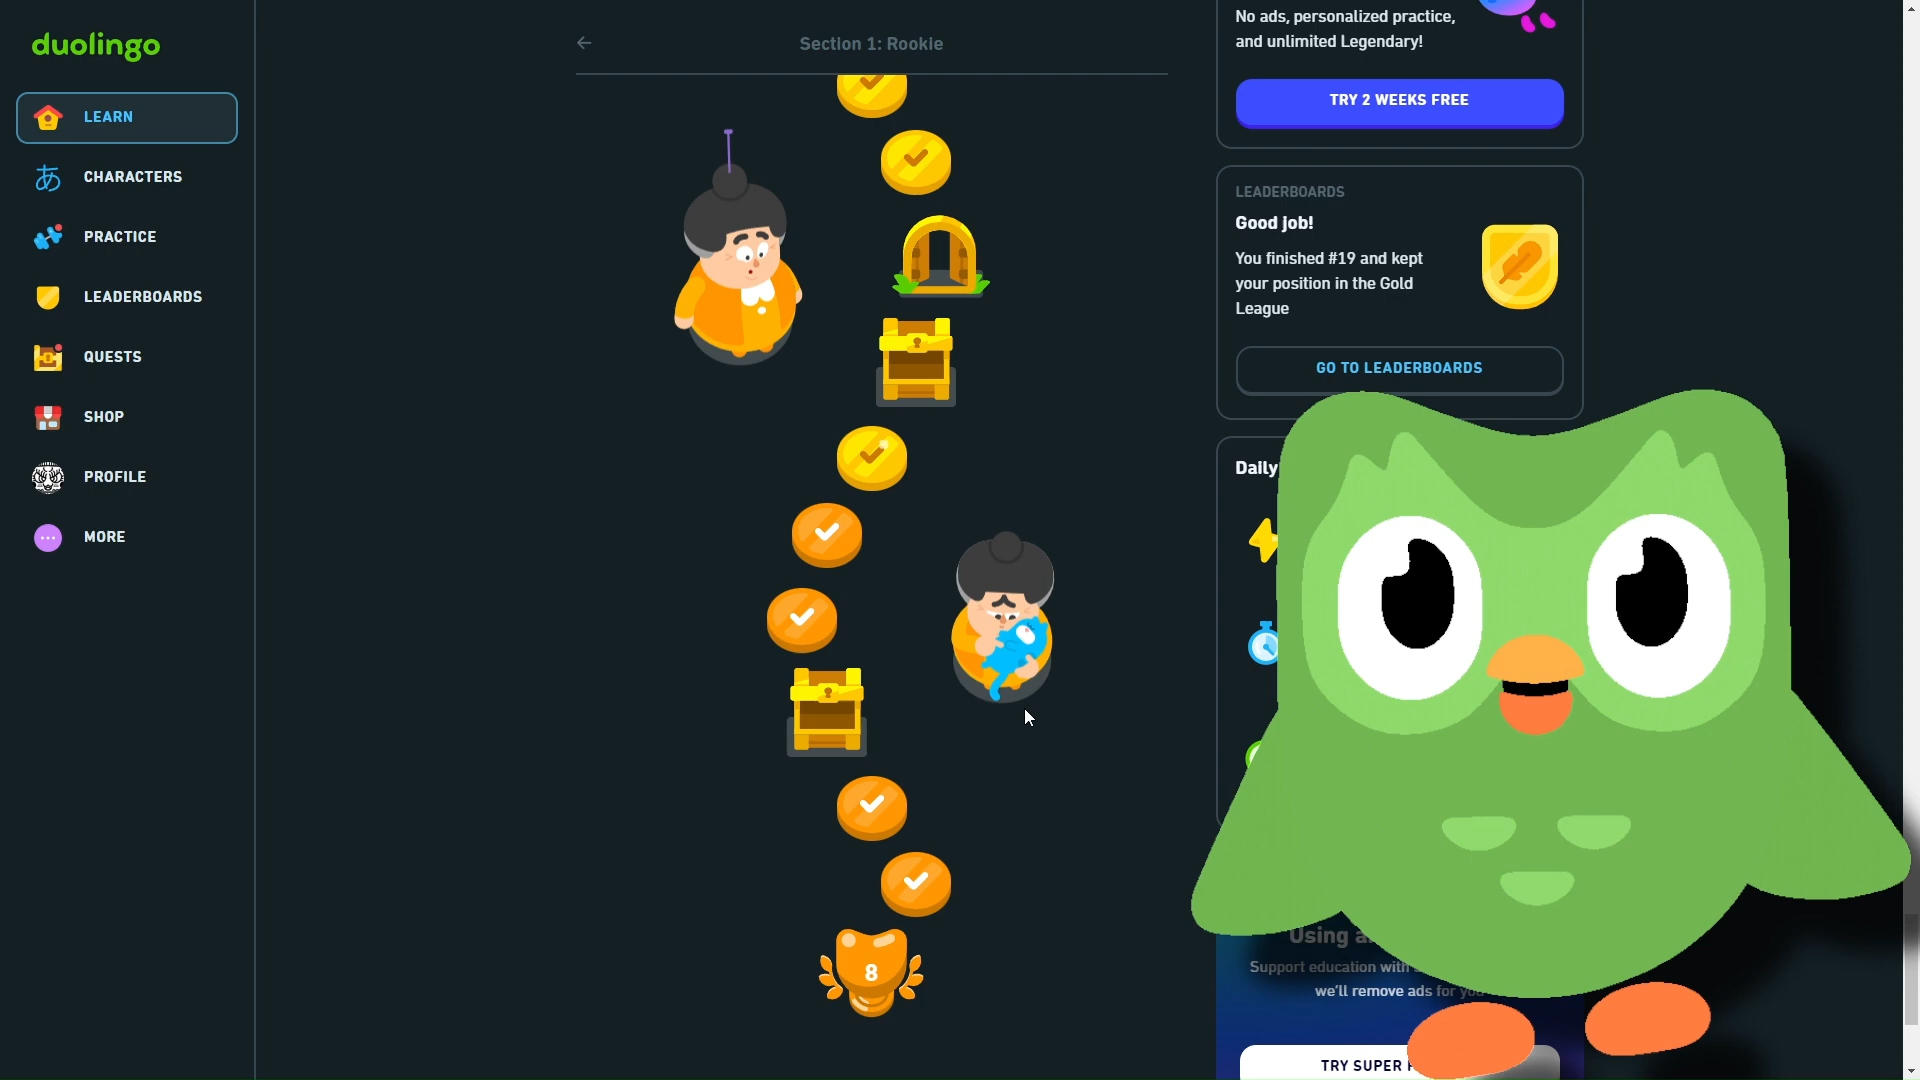 duolingo
LEARN
あ
CHARACTERS
PRACTICE
LEADERBOARDS
QUESTS
SHOP
PROFILE
MORE
Section 1: Rookie
8
No ads, personalized practice,
and unlimited Legendary!
TRY 2 WEEKS FREE
LEADERBOARDS
Good job!
You finished #19 and kept
your position in the Gold
League
GO TO LEADERBOARDS
Daily
Using
Support education with
we'll remove ads for
TRY SUPER